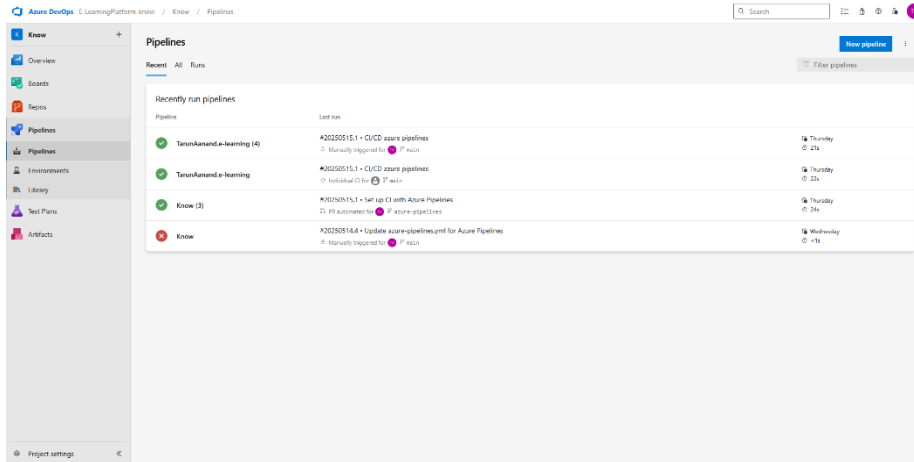 Azure DevOps E-LearningPlatform-know / Know / Pipelines
Search
K Know +
Overview
Boards
Repos
Pipelines
Pipelines
Environments
Library
Test Plans
Artifacts
Project settings
Pipelines
New pipeline
Recent All Runs
Filter pipelines
Recently run pipelines
Pipeline Last run
TarunAanand.e-learning (4)
#20250515.1 • CI/CD azure pipelines
Manually triggered for main
Thursday
21s
TarunAanand.e-learning
#20250515.1 • CI/CD azure pipelines
Individual CI for main
Thursday
22s
Know (3)
#20250515.1 • Set up CI with Azure Pipelines
PR automated for azure-pipelines
Thursday
24s
Know
#20250514.4 • Update azure-pipelines.yml for Azure Pipelines
Manually triggered for main
Wednesday
<1s